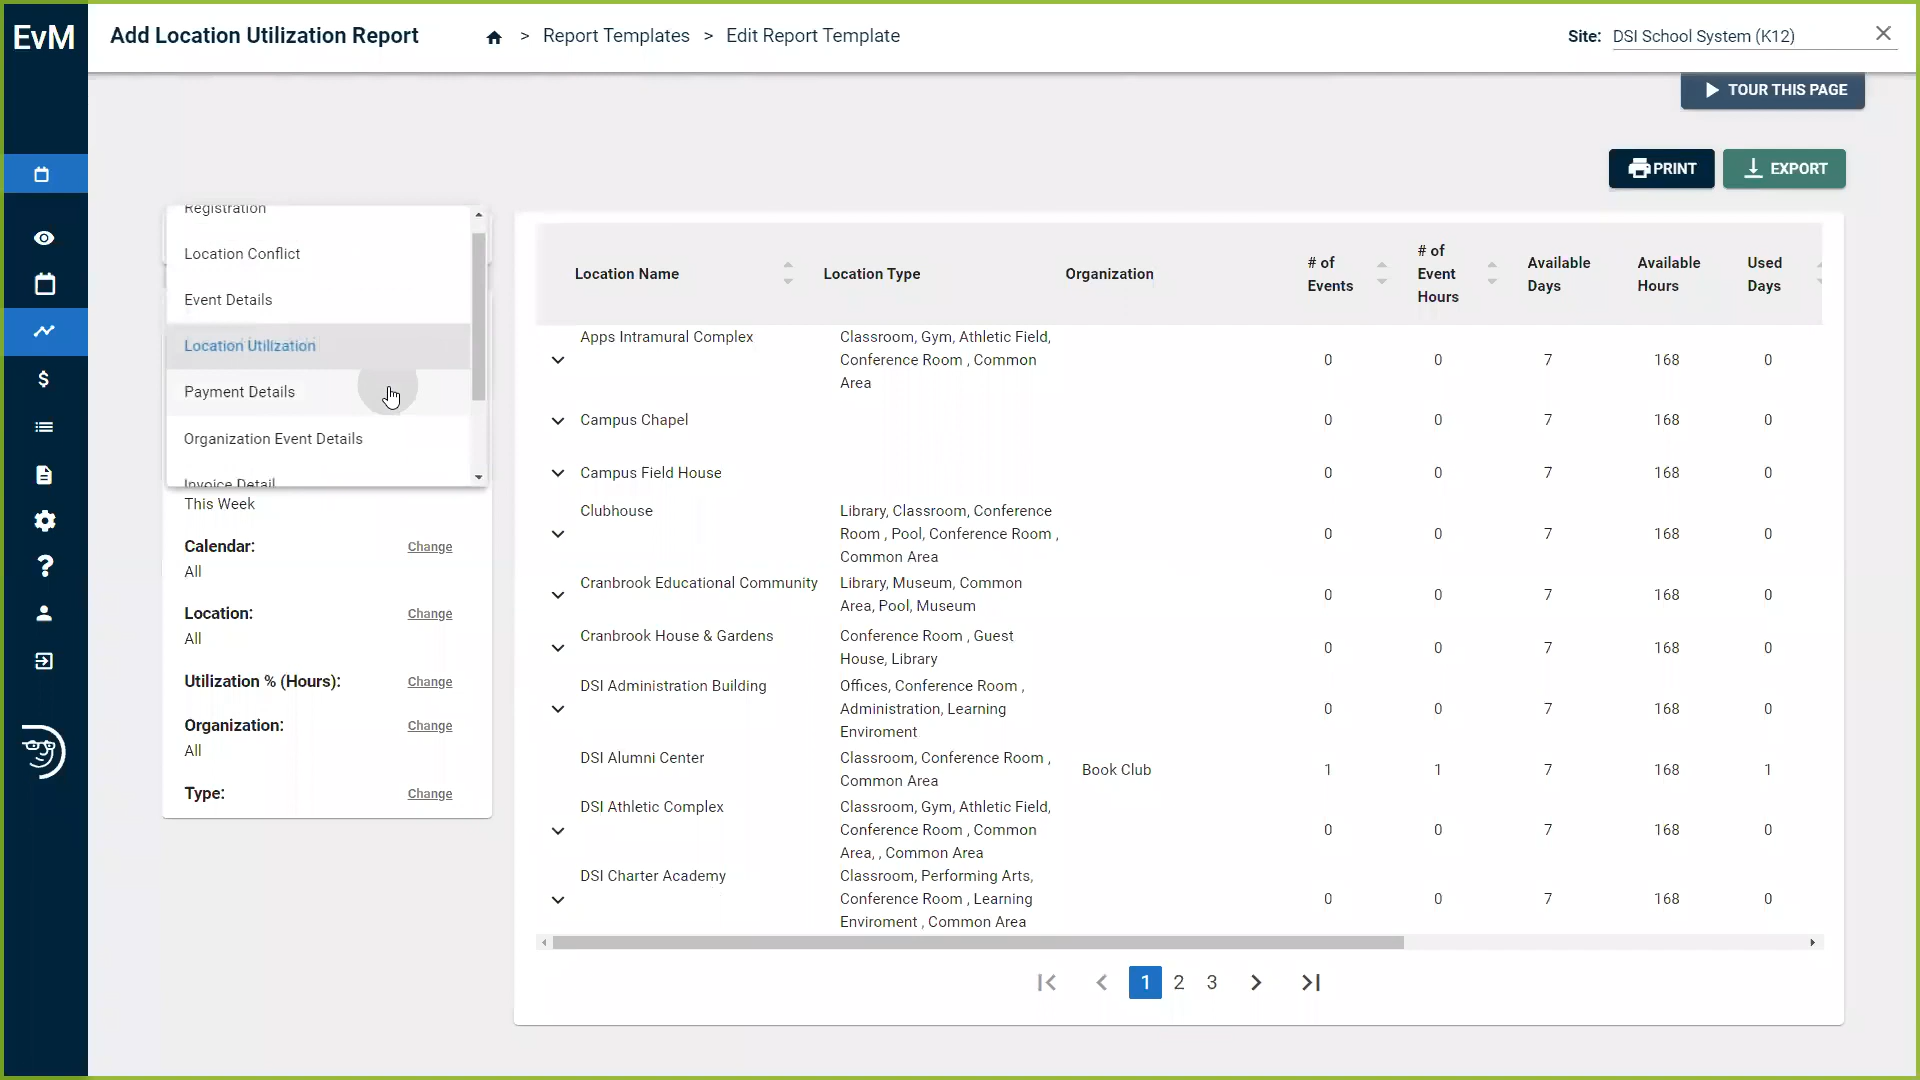 EvM
Add Location Utilization Report
> Report Templates > Edit Report Template
Site: DSI School System (K12)
TOUR THIS PAGE
PRINT
EXPORT
Registration
Location Conflict
Event Details
Location Utilization
Payment Details
Organization Event Details
Invoice Detail
This Week
Calendar: Change
All
Location: Change
All
Utilization % (Hours): Change
Organization: Change
All
Type: Change
Location Name
Location Type
Organization
# of
Events
# of
Event
Hours
Available
Days
Available
Hours
Used
Days
Apps Intramural Complex
Classroom, Gym, Athletic Field,
Conference Room , Common
Area
0 0 7 168 0
Campus Chapel 0 0 7 168 0
Campus Field House 0 0 7 168 0
Clubhouse
Library, Classroom, Conference
Room , Pool, Conference Room ,
Common Area
0 0 7 168 0
Cranbrook Educational Community
Library, Museum, Common
Area, Pool, Museum
0 0 7 168 0
Cranbrook House & Gardens
Conference Room , Guest
House, Library
0 0 7 168 0
DSI Administration Building
Offices, Conference Room ,
Administration, Learning
Enviroment
0 0 7 168 0
DSI Alumni Center
Classroom, Conference Room ,
Common Area
Book Club 1 1 7 168 1
DSI Athletic Complex
Classroom, Gym, Athletic Field,
Conference Room , Common
Area, , Common Area
0 0 7 168 0
DSI Charter Academy
Classroom, Performing Arts,
Conference Room , Learning
Enviroment , Common Area
0 0 7 168 0
1 2 3